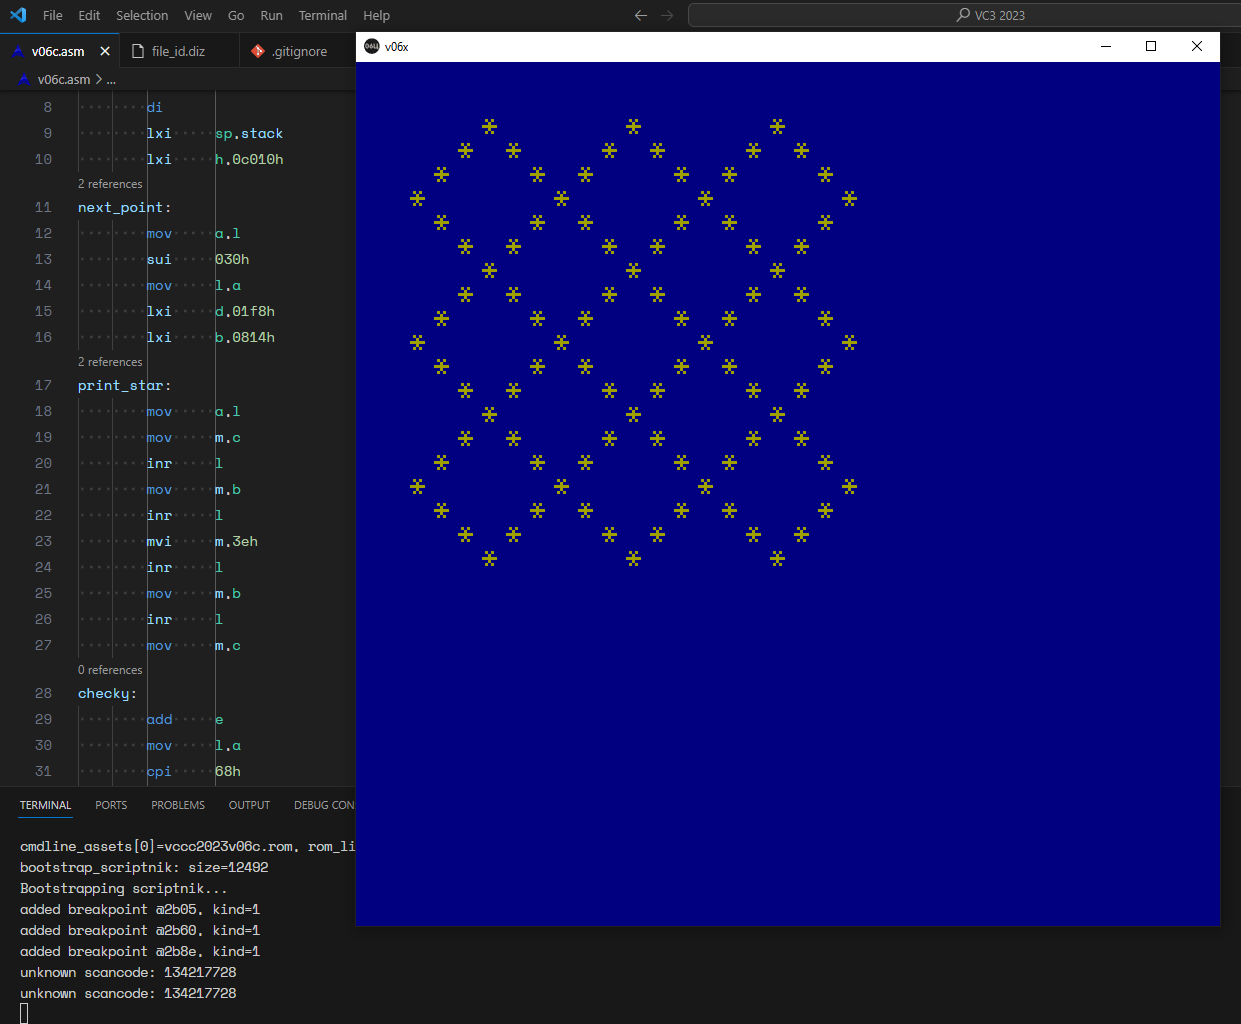 File Edit Selection View Go Run Terminal Help VC3 2023
v06c.asm file_id.diz .gitignore
v06x
v06c.asm > ...
8 di
9 lxi sp,stack
10 lxi h,0c010h
2 references
11 next_point:
12 mov a,l
13 sui 030h
14 mov l,a
15 lxi d,01f8h
16 lxi b,0814h
2 references
17 print_star:
18 mov a,l
19 mov m,c
20 inr l
21 mov m,b
22 inr l
23 mvi m,3eh
24 inr l
25 mov m,b
26 inr l
27 mov m,c
0 references
28 checky:
29 add e
30 mov l,a
31 cpi 68h
TERMINAL PORTS PROBLEMS OUTPUT DEBUG CON
cmdline_assets[0]=vccc2023v06c.rom, rom_li
bootstrap_scriptnik: size=12492
Bootstrapping scriptnik...
added breakpoint @2b05, kind=1
added breakpoint @2b60, kind=1
added breakpoint @2b8e, kind=1
unknown scancode: 134217728
unknown scancode: 134217728